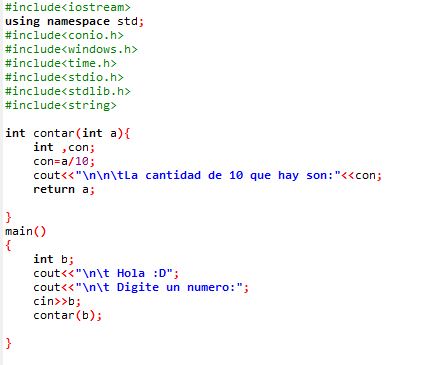 #include<iostream>
using namespace std;
#include<conio.h>
#include<windows.h>
#include<time.h>
#include<stdio.h>
#include<stdlib.h>
#include<string>
int contar(int a){
int ,con;
con=a/10;
cout<<"\n\n\tLa cantidad de 10 que hay son:"<<con;
return a;
}
main()
{
int b;
cout<<"\n\t Hola :D";
cout<<"\n\t Digite un numero:";
cin>>b;
contar(b);
}